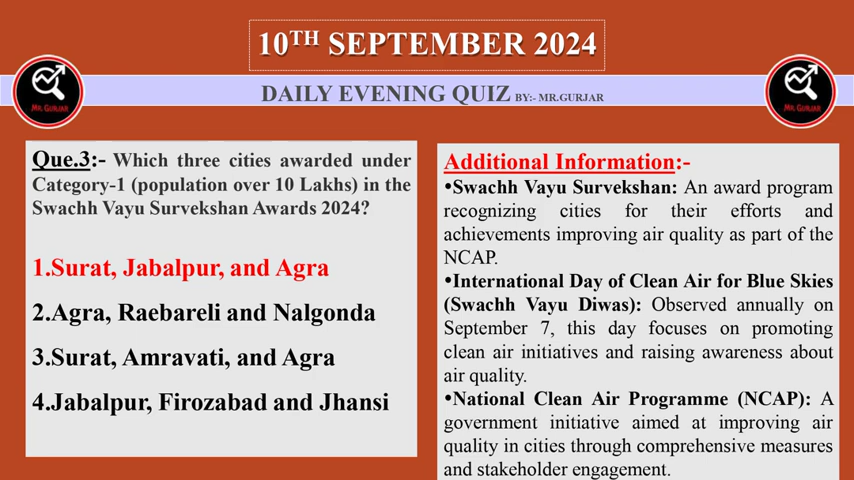 10TH SEPTEMBER 2024
DAILY EVENING QUIZ BY:- MR.GURJAR
MR. GURJAR
MR. GURJAR
Que.3:- Which three cities awarded under
Category-1 (population over 10 Lakhs) in the
Swachh Vayu Survekshan Awards 2024?
1.Surat, Jabalpur, and Agra
2.Agra, Raebareli and Nalgonda
3.Surat, Amravati, and Agra
4.Jabalpur, Firozabad and Jhansi
Additional Information:-
•Swachh Vayu Survekshan: An award program
recognizing cities for their efforts and
achievements improving air quality as part of the
NCAP.
•International Day of Clean Air for Blue Skies
(Swachh Vayu Diwas): Observed annually on
September 7, this day focuses on promoting
clean air initiatives and raising awareness about
air quality.
•National Clean Air Programme (NCAP): A
government initiative aimed at improving air
quality in cities through comprehensive measures
and stakeholder engagement.